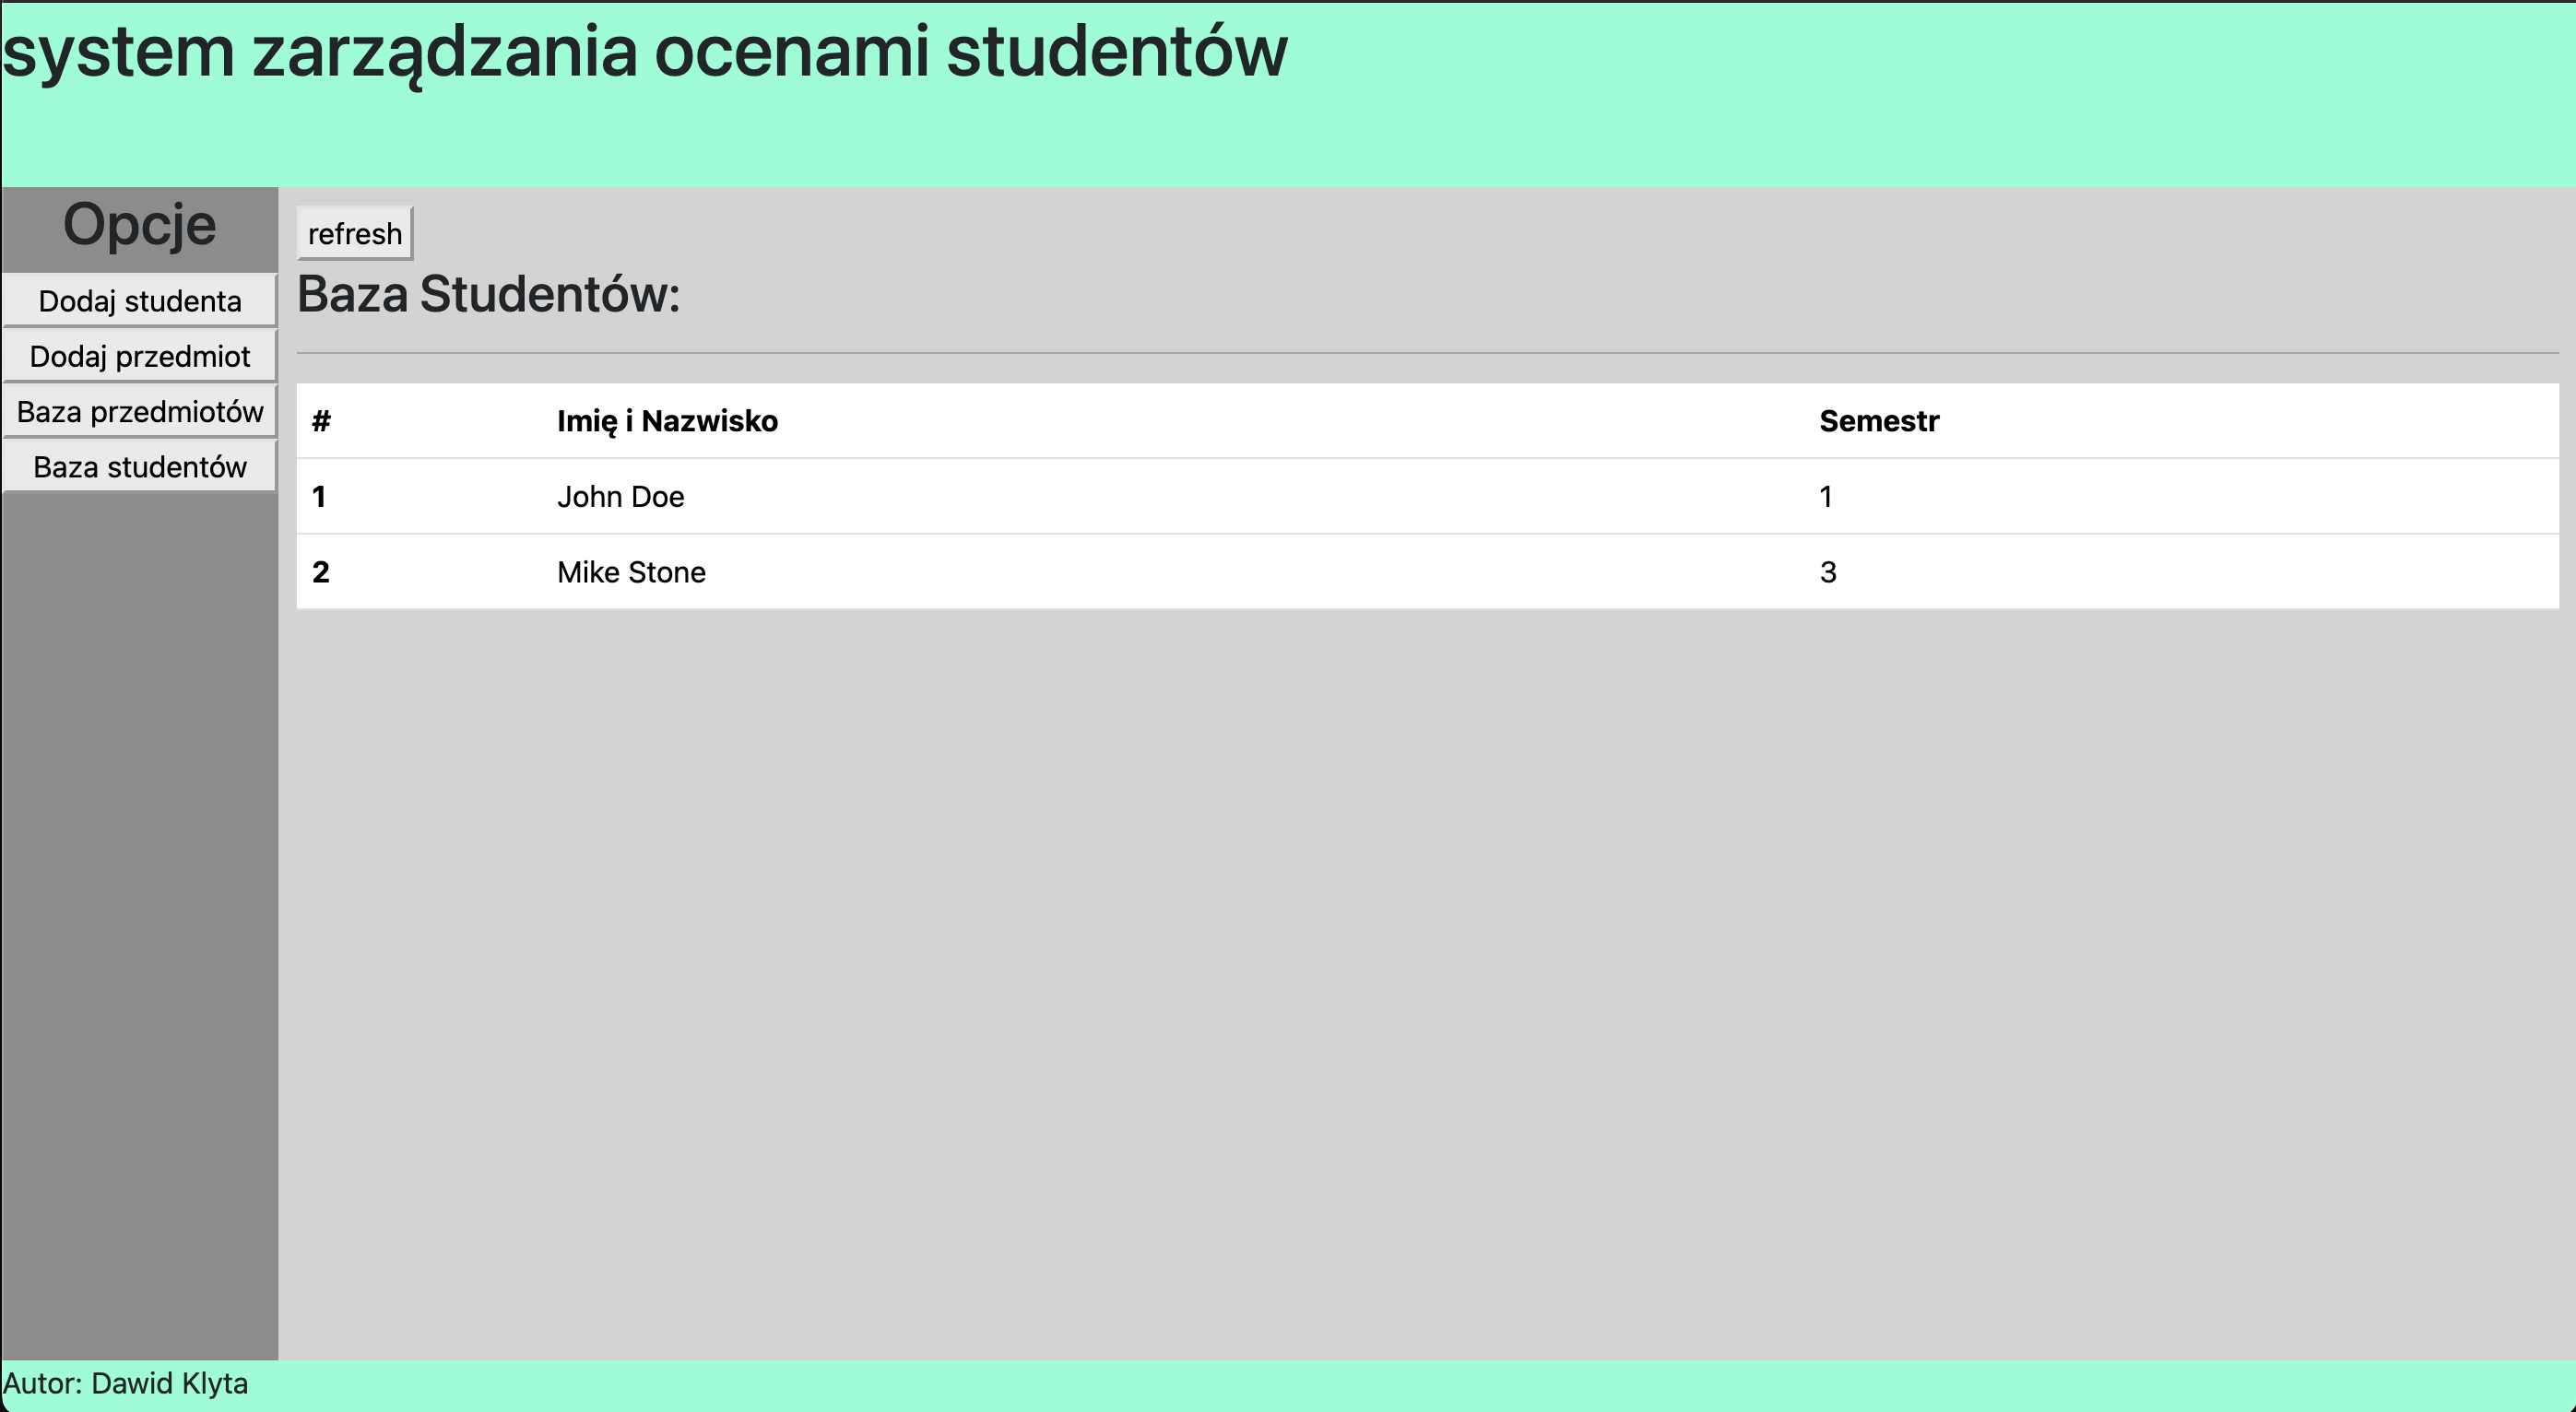 system zarządzania ocenami studentów
Opcje
Dodaj studenta
Dodaj przedmiot
Baza przedmiotów
Baza studentów
refresh
Baza Studentów:
# Imię i Nazwisko Semestr
1 John Doe 1
2 Mike Stone 3
Autor: Dawid Klyta